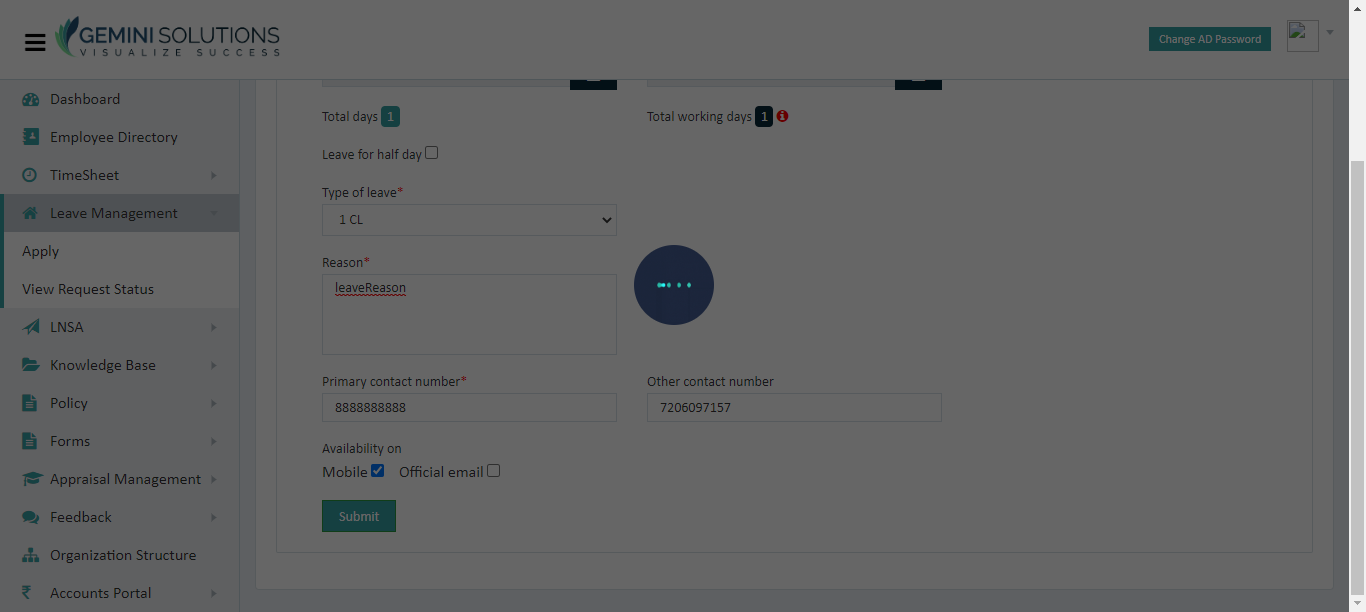 GEMINI SOLUTIONS
VISUALIZE SUCCESS
Change AD Password
Dashboard
Employee Directory
TimeSheet
Leave Management
Apply
View Request Status
LNSA
Knowledge Base
Policy
Forms
Appraisal Management
Feedback
Organization Structure
₹ Accounts Portal
Total days 1
Total working days 1
Leave for half day
Type of leave*
1 CL
Reason*
leaveReason
Primary contact number*
Other contact number
8888888888
7206097157
Availability on
Mobile Official email
Submit